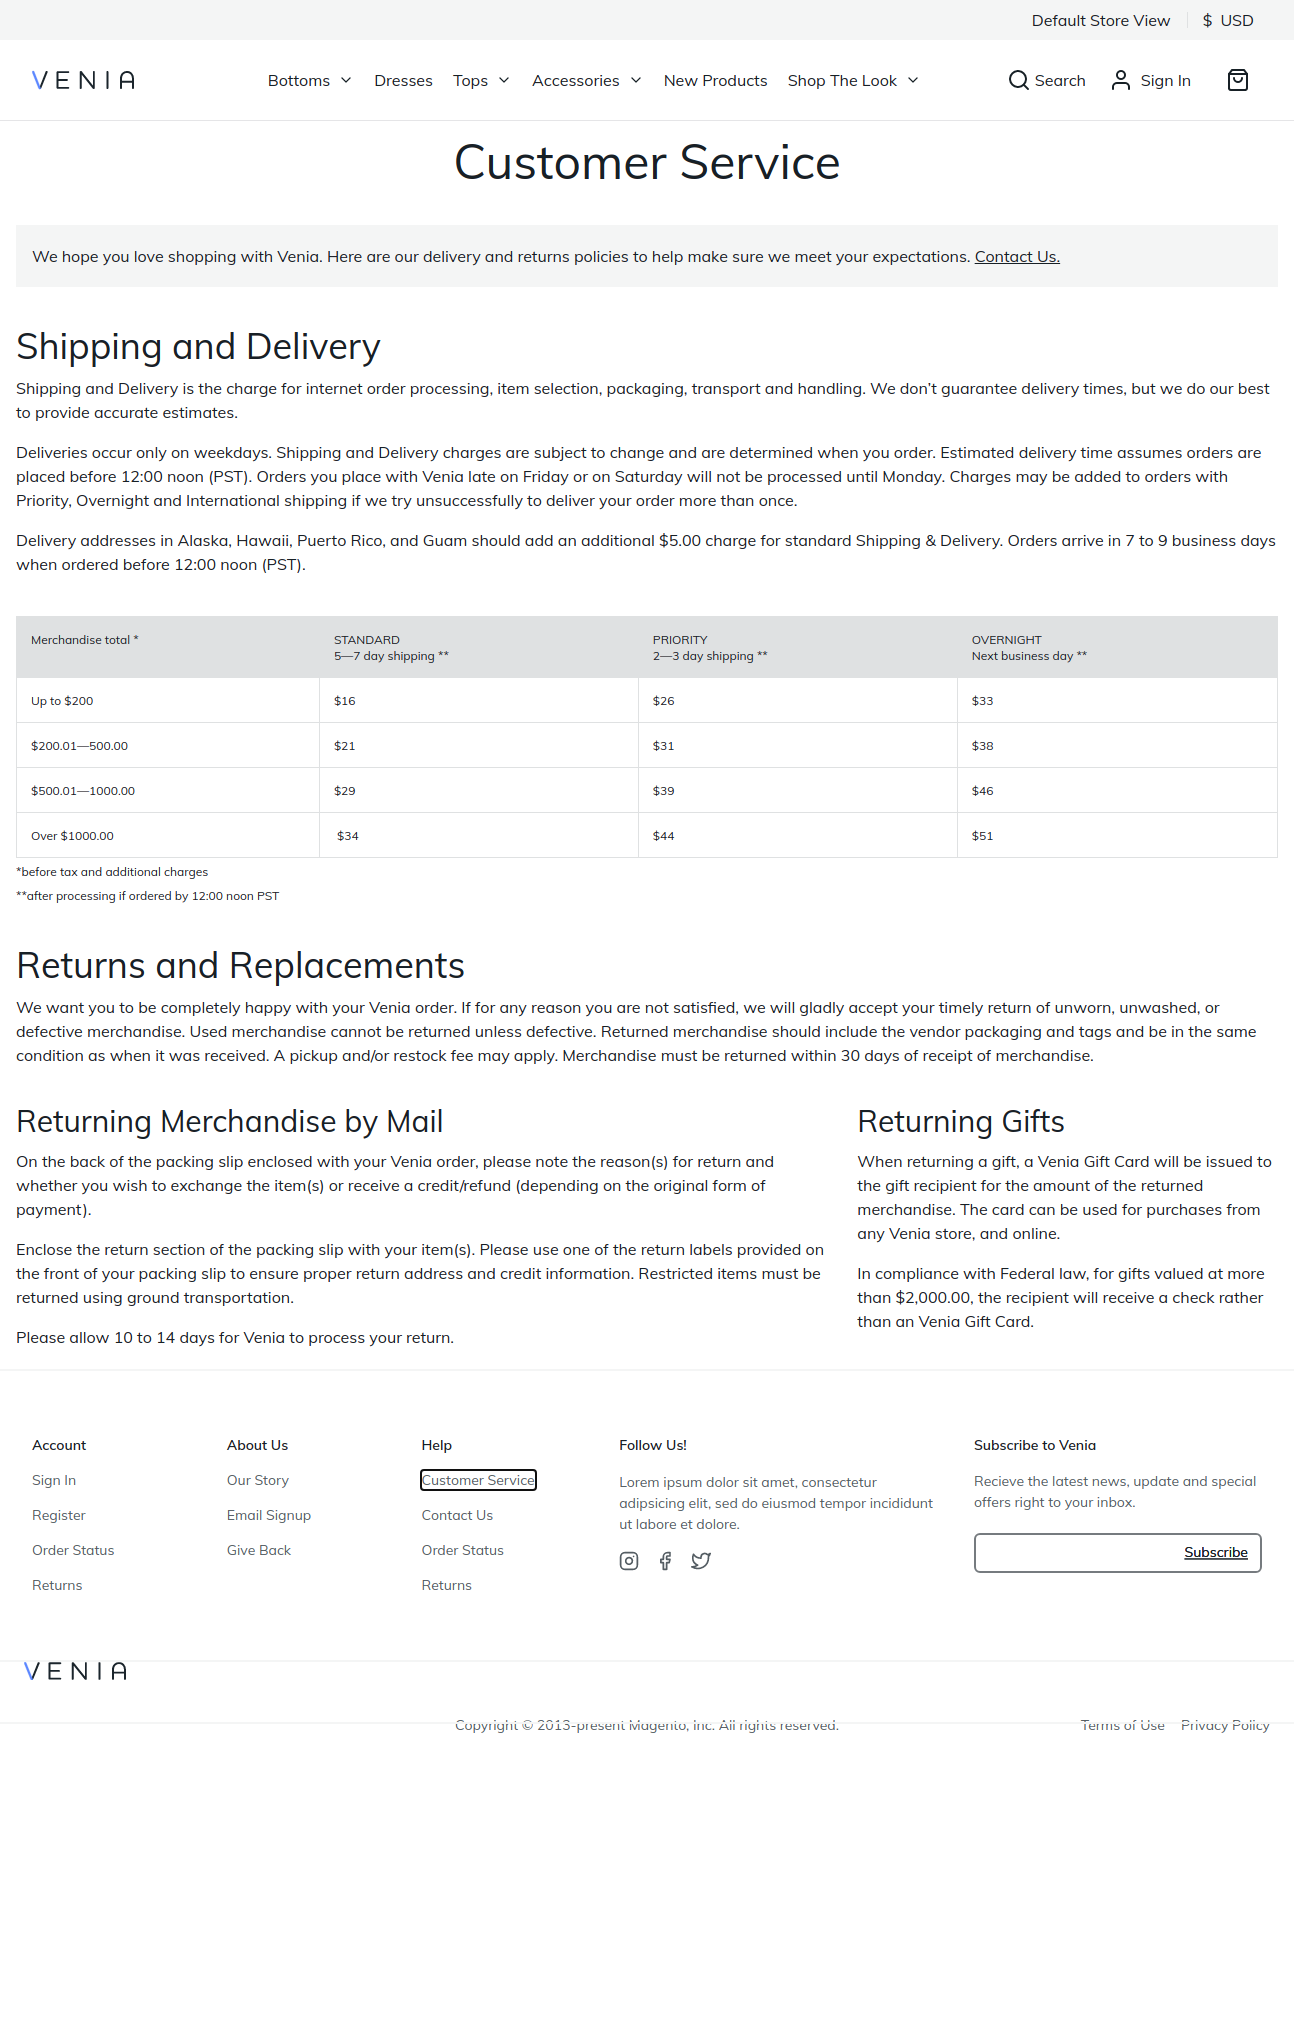 Default Store View
$ USD
VENIA
Bottoms
Dresses
Tops
Accessories
New Products
Shop The Look
Search
Sign In
Customer Service
We hope you love shopping with Venia. Here are our delivery and returns policies to help make sure we meet your expectations. Contact Us.
Shipping and Delivery
Shipping and Delivery is the charge for internet order processing, item selection, packaging, transport and handling. We don't guarantee delivery times, but we do our best
to provide accurate estimates.
Deliveries occur only on weekdays. Shipping and Delivery charges are subject to change and are determined when you order. Estimated delivery time assumes orders are
placed before 12:00 noon (PST). Orders you place with Venia late on Friday or on Saturday will not be processed until Monday. Charges may be added to orders with
Priority, Overnight and International shipping if we try unsuccessfully to deliver your order more than once.
Delivery addresses in Alaska, Hawaii, Puerto Rico, and Guam should add an additional $5.00 charge for standard Shipping & Delivery. Orders arrive in 7 to 9 business days
when ordered before 12:00 noon (PST).
Merchandise total *
STANDARD
5—7 day shipping **
PRIORITY
2—3 day shipping **
OVERNIGHT
Next business day **
Up to $200 $16 $26 $33
$200.01—500.00 $21 $31 $38
$500.01—1000.00 $29 $39 $46
Over $1000.00 $34 $44 $51
*before tax and additional charges
**after processing if ordered by 12:00 noon PST
Returns and Replacements
We want you to be completely happy with your Venia order. If for any reason you are not satisfied, we will gladly accept your timely return of unworn, unwashed, or
defective merchandise. Used merchandise cannot be returned unless defective. Returned merchandise should include the vendor packaging and tags and be in the same
condition as when it was received. A pickup and/or restock fee may apply. Merchandise must be returned within 30 days of receipt of merchandise.
Returning Merchandise by Mail
On the back of the packing slip enclosed with your Venia order, please note the reason(s) for return and
whether you wish to exchange the item(s) or receive a credit/refund (depending on the original form of
payment).
Enclose the return section of the packing slip with your item(s). Please use one of the return labels provided on
the front of your packing slip to ensure proper return address and credit information. Restricted items must be
returned using ground transportation.
Please allow 10 to 14 days for Venia to process your return.
Returning Gifts
When returning a gift, a Venia Gift Card will be issued to
the gift recipient for the amount of the returned
merchandise. The card can be used for purchases from
any Venia store, and online.
In compliance with Federal law, for gifts valued at more
than $2,000.00, the recipient will receive a check rather
than an Venia Gift Card.
Account
Sign In
Register
Order Status
Returns
About Us
Our Story
Email Signup
Give Back
Help
Customer Service
Contact Us
Order Status
Returns
Follow Us!
Lorem ipsum dolor sit amet, consectetur
adipsicing elit, sed do eiusmod tempor incididunt
ut labore et dolore.
Subscribe to Venia
Recieve the latest news, update and special
offers right to your inbox.
Subscribe
VENIA
Copyright © 2013-present Magento, Inc. All rights reserved.
Terms of Use
Privacy Policy